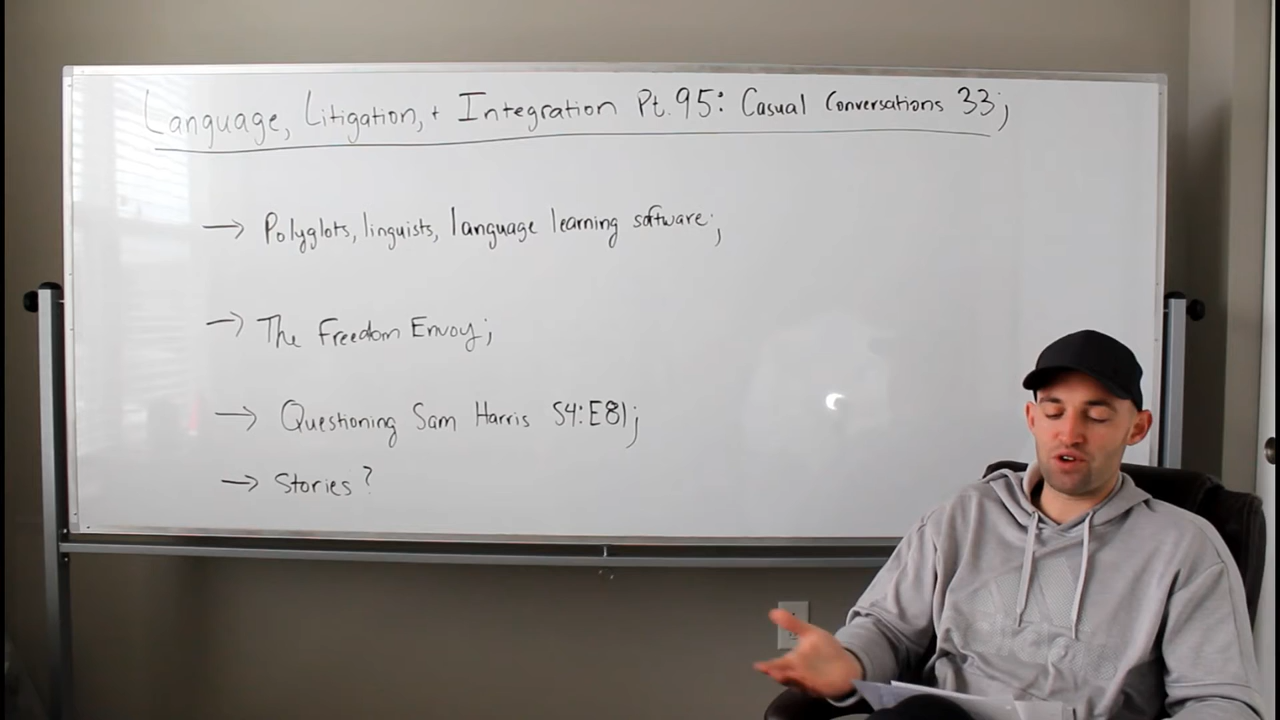 Language, Litigation, + Integration Pt. 95: Casual Conversations 33;
→ Polyglots, linguists, language learning software;
→ The Freedom Envoy;
→ Questioning Sam Harris S4:E81;
→ Stories?